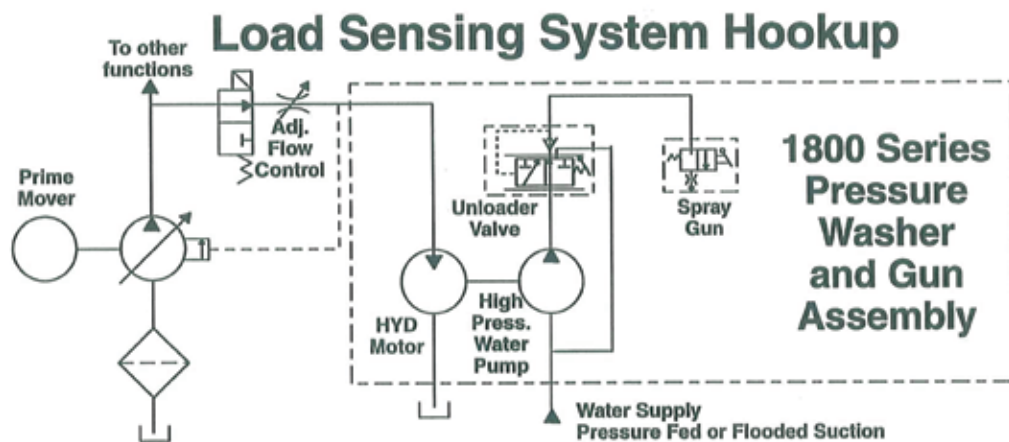 Load Sensing System Hookup
To other
functions
Adj.
Flow
Control
Prime
Mover
Unloader
Valve
Spray
Gun
1800 Series
Pressure
Washer
and Gun
Assembly
HYD
Motor
High
Press.
Water
Pump
Water Supply
Pressure Fed or Flooded Suction